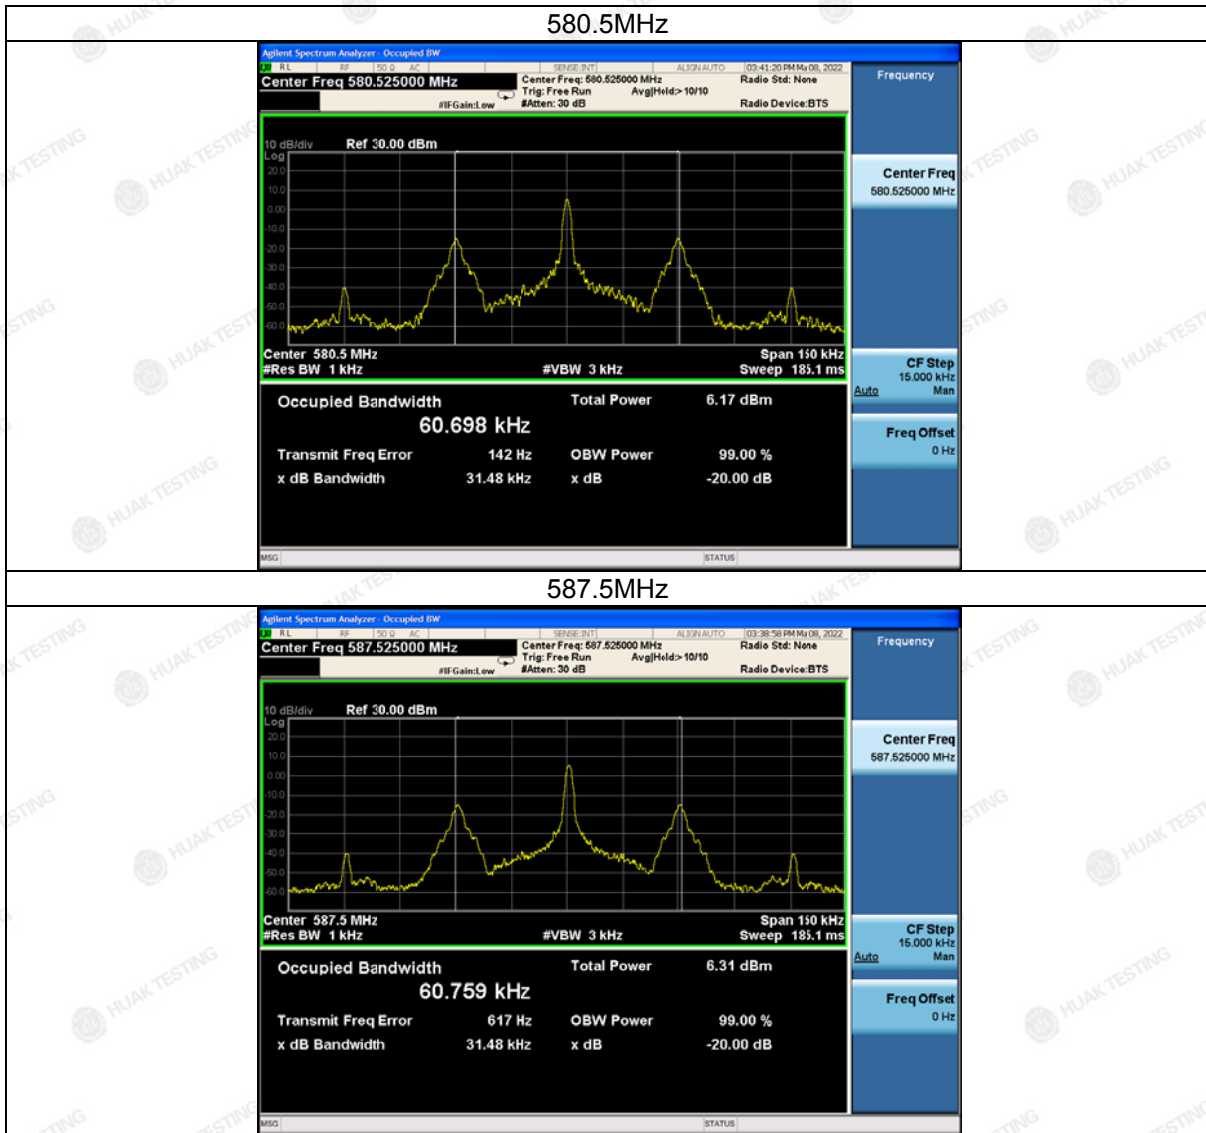 580.5MHz
Agilent Spectrum Analyzer - Occupied BW
RL RF 50 Ω AC SENSE:INT ALIGN AUTO 03:41:20 PM Ma 08, 2022
Center Freq 580.525000 MHz
Center Freq: 580.525000 MHz Radio Std: None
Trig: Free Run Avg|Hold:> 10/10
#IFGain:Low #Atten: 30 dB Radio Device:BTS
Frequency
10 dB/div Ref 30.00 dBm
Log
20.0
10.0
0.00
-10.0
-20.0
-30.0
-40.0
-50.0
-60.0
Center 580.5 MHz Span 150 kHz
#Res BW 1 kHz #VBW 3 kHz Sweep 185.1 ms
Center Freq
580.525000 MHz
CF Step
15.000 kHz
Auto Man
Freq Offset
0 Hz
Occupied Bandwidth Total Power 6.17 dBm
60.698 kHz
Transmit Freq Error 142 Hz OBW Power 99.00 %
x dB Bandwidth 31.48 kHz x dB -20.00 dB
MSG STATUS
587.5MHz
Agilent Spectrum Analyzer - Occupied BW
RL RF 50 Ω AC SENSE:INT ALIGN AUTO 03:38:58 PM Ma 08, 2022
Center Freq 587.525000 MHz
Center Freq: 587.525000 MHz Radio Std: None
Trig: Free Run Avg|Hold:> 10/10
#IFGain:Low #Atten: 30 dB Radio Device:BTS
Frequency
10 dB/div Ref 30.00 dBm
Log
20.0
10.0
0.00
-10.0
-20.0
-30.0
-40.0
-50.0
-60.0
Center 587.5 MHz Span 150 kHz
#Res BW 1 kHz #VBW 3 kHz Sweep 185.1 ms
Center Freq
587.525000 MHz
CF Step
15.000 kHz
Auto Man
Freq Offset
0 Hz
Occupied Bandwidth Total Power 6.31 dBm
60.759 kHz
Transmit Freq Error 617 Hz OBW Power 99.00 %
x dB Bandwidth 31.48 kHz x dB -20.00 dB
MSG STATUS
HUAK TESTING